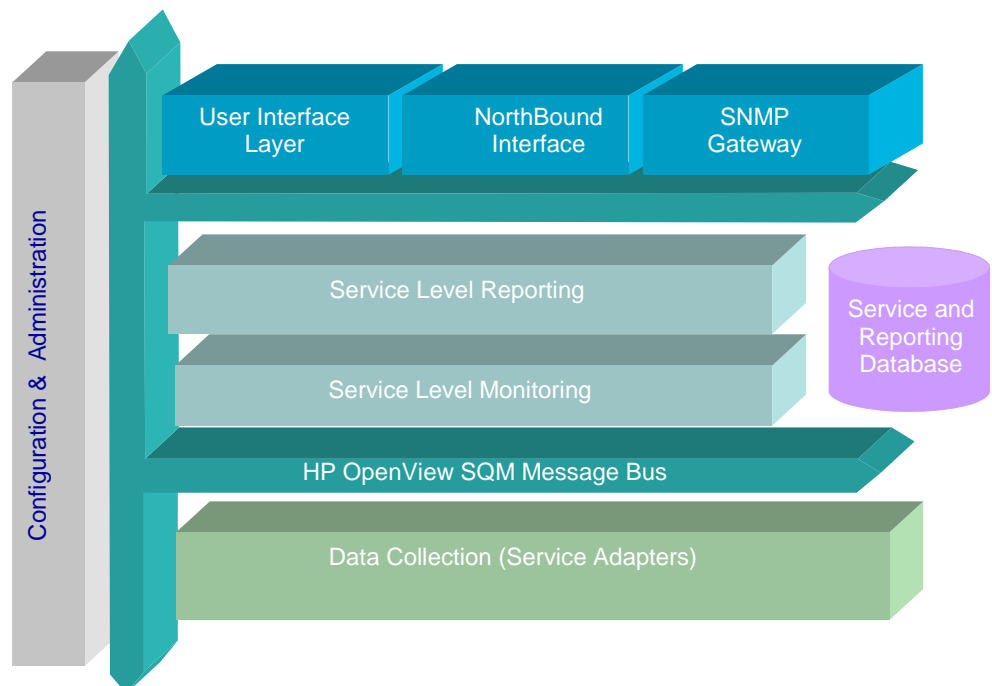 Configuration & Administration
User Interface
Layer
NorthBound
Interface
SNMP
Gateway
Service Level Reporting
Service and
Reporting
Database
Service Level Monitoring
HP OpenView SQM Message Bus
Data Collection (Service Adapters)